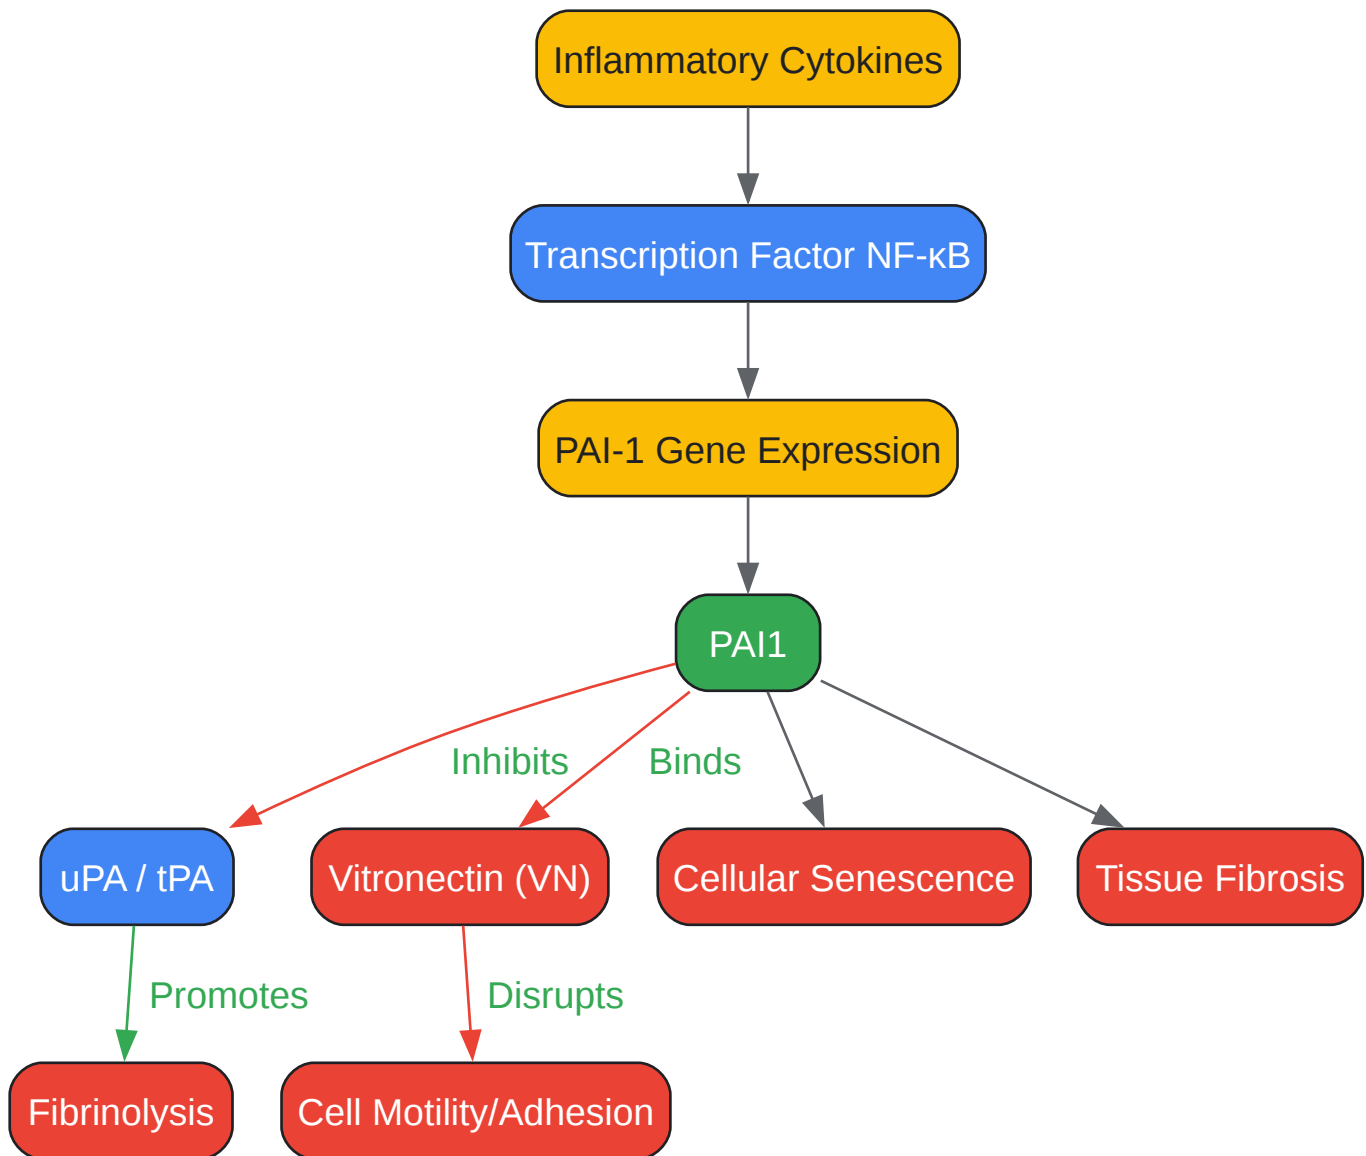 Inflammatory Cytokines
Transcription Factor NF-κB
PAI-1 Gene Expression
PAI1
Inhibits
Binds
uPA / tPA
Vitronectin (VN)
Cellular Senescence
Tissue Fibrosis
Promotes
Disrupts
Fibrinolysis
Cell Motility/Adhesion